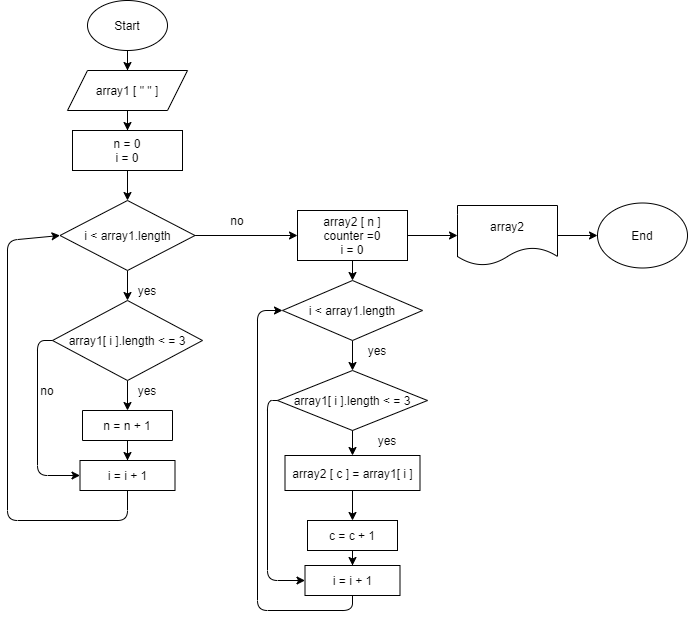 Start
array1 [ " " ]
n = 0
i = 0
i < array1.length
no
yes
array1[ i ].length < = 3
no
yes
n = n + 1
i = i + 1
array2 [ n ]
counter =0
i = 0
array2
End
i < array1.length
yes
array1[ i ].length < = 3
yes
array2 [ c ] = array1[ i ]
c = c + 1
i = i + 1